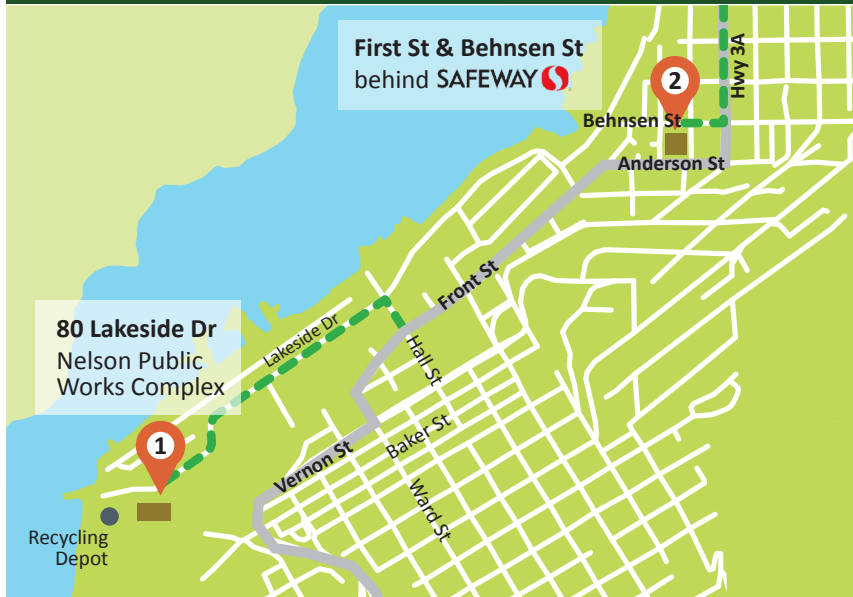 First St & Behnsen St
behind SAFEWAY
2
Hwy 3A
Behnsen St
Anderson St
Front St
80 Lakeside Dr
Nelson Public
Works Complex
Lakeside Dr
Hall St
1
Baker St
Vernon St
Ward St
Recycling
Depot